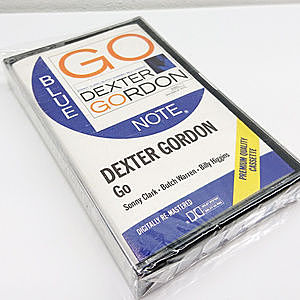 GO
DEXTER
GORDON
BLUE
NOTE.
DEXTER GORDON
Go
Sonny Clark • Butch Warren • Billy Higgins
DIGITALLY RE-MASTERED
PREMIUM QUALITY
CASSETTE